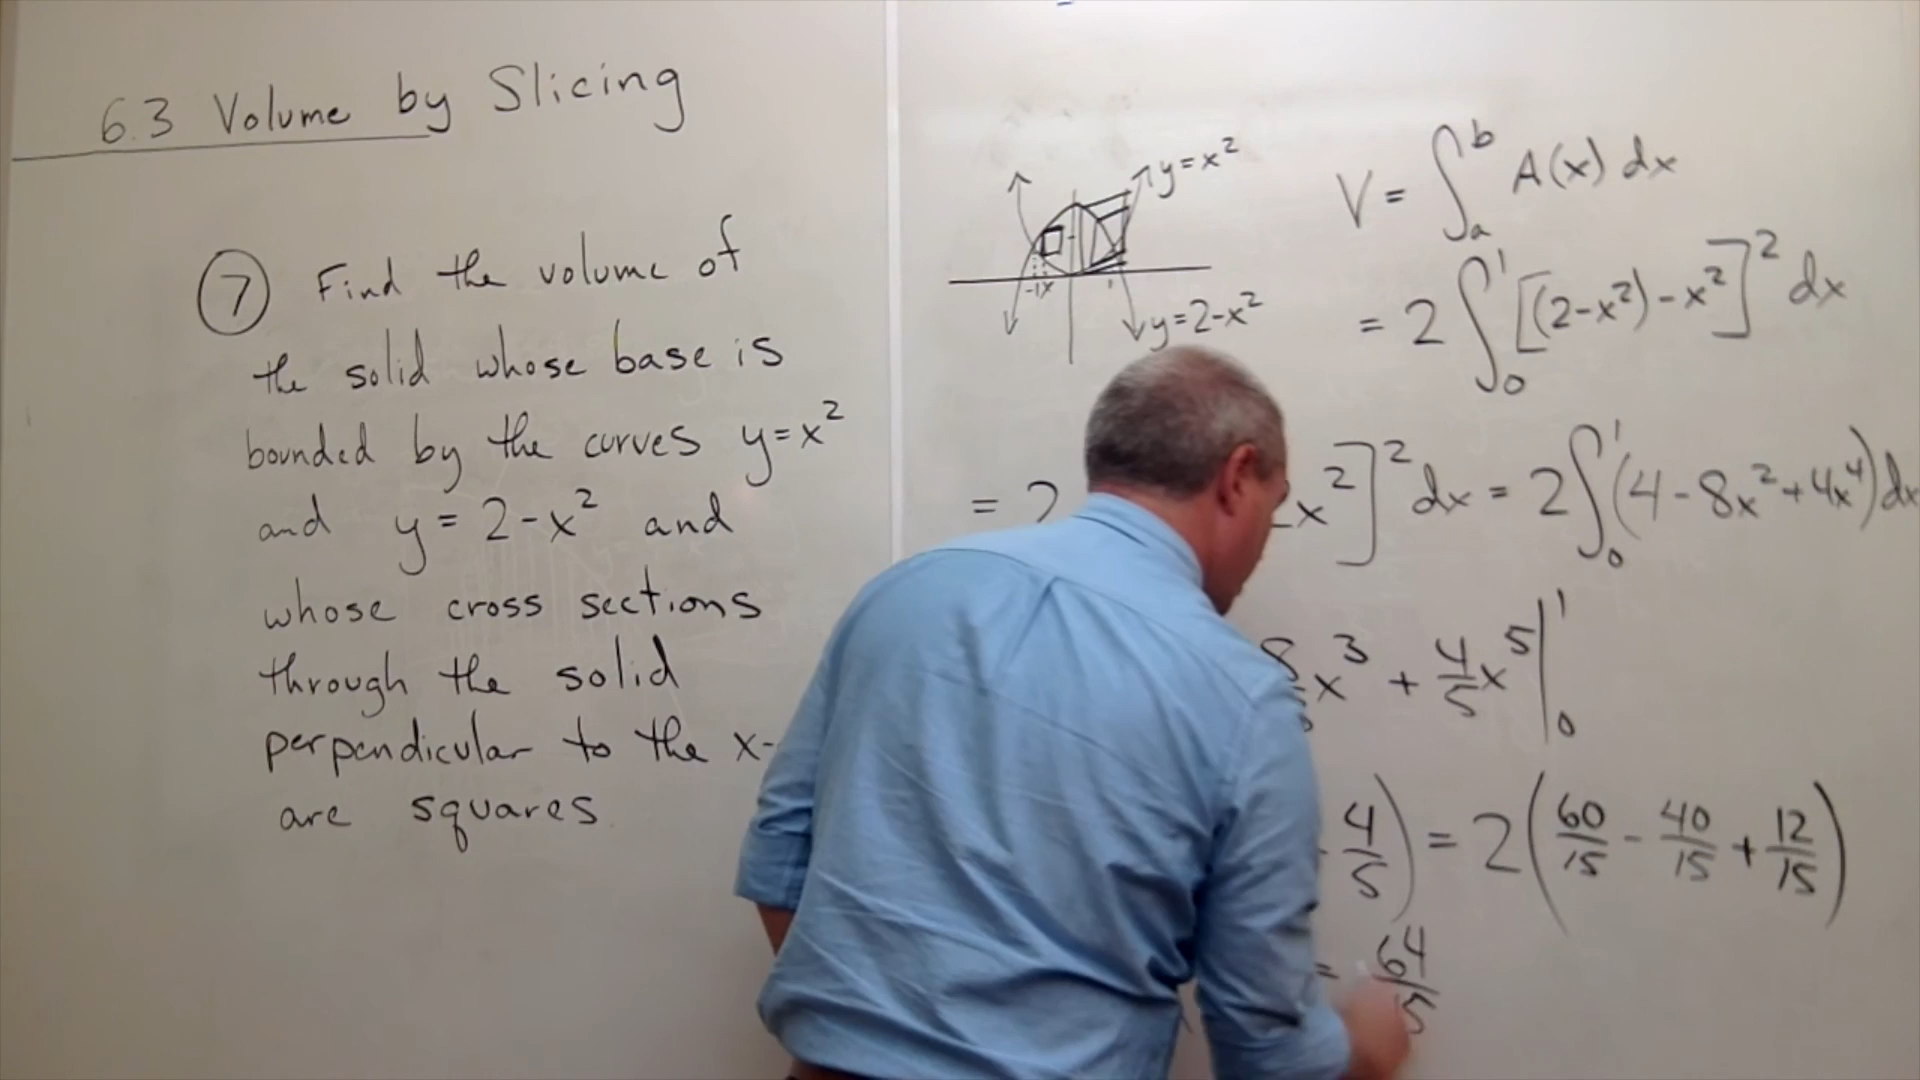 6.3 Volume by Slicing
⑦ Find the volume of
the solid whose base is
bounded by the curves y=x²
and y = 2-x² and
whose cross sections
through the solid
perpendicular to the x-
are squares
y=x²
-1 x 1
y=2-x²
V = ∫ₐᵇ A(x) dx
= 2 ∫₀¹ [(2-x²)-x²]² dx
= 2 x²]² dx = 2 ∫₀¹ (4-8x²+4x⁴) dx
x³ + 4/5 x⁵ |₀¹
4/5) = 2(60/15 - 40/15 + 12/15)
= 64/15